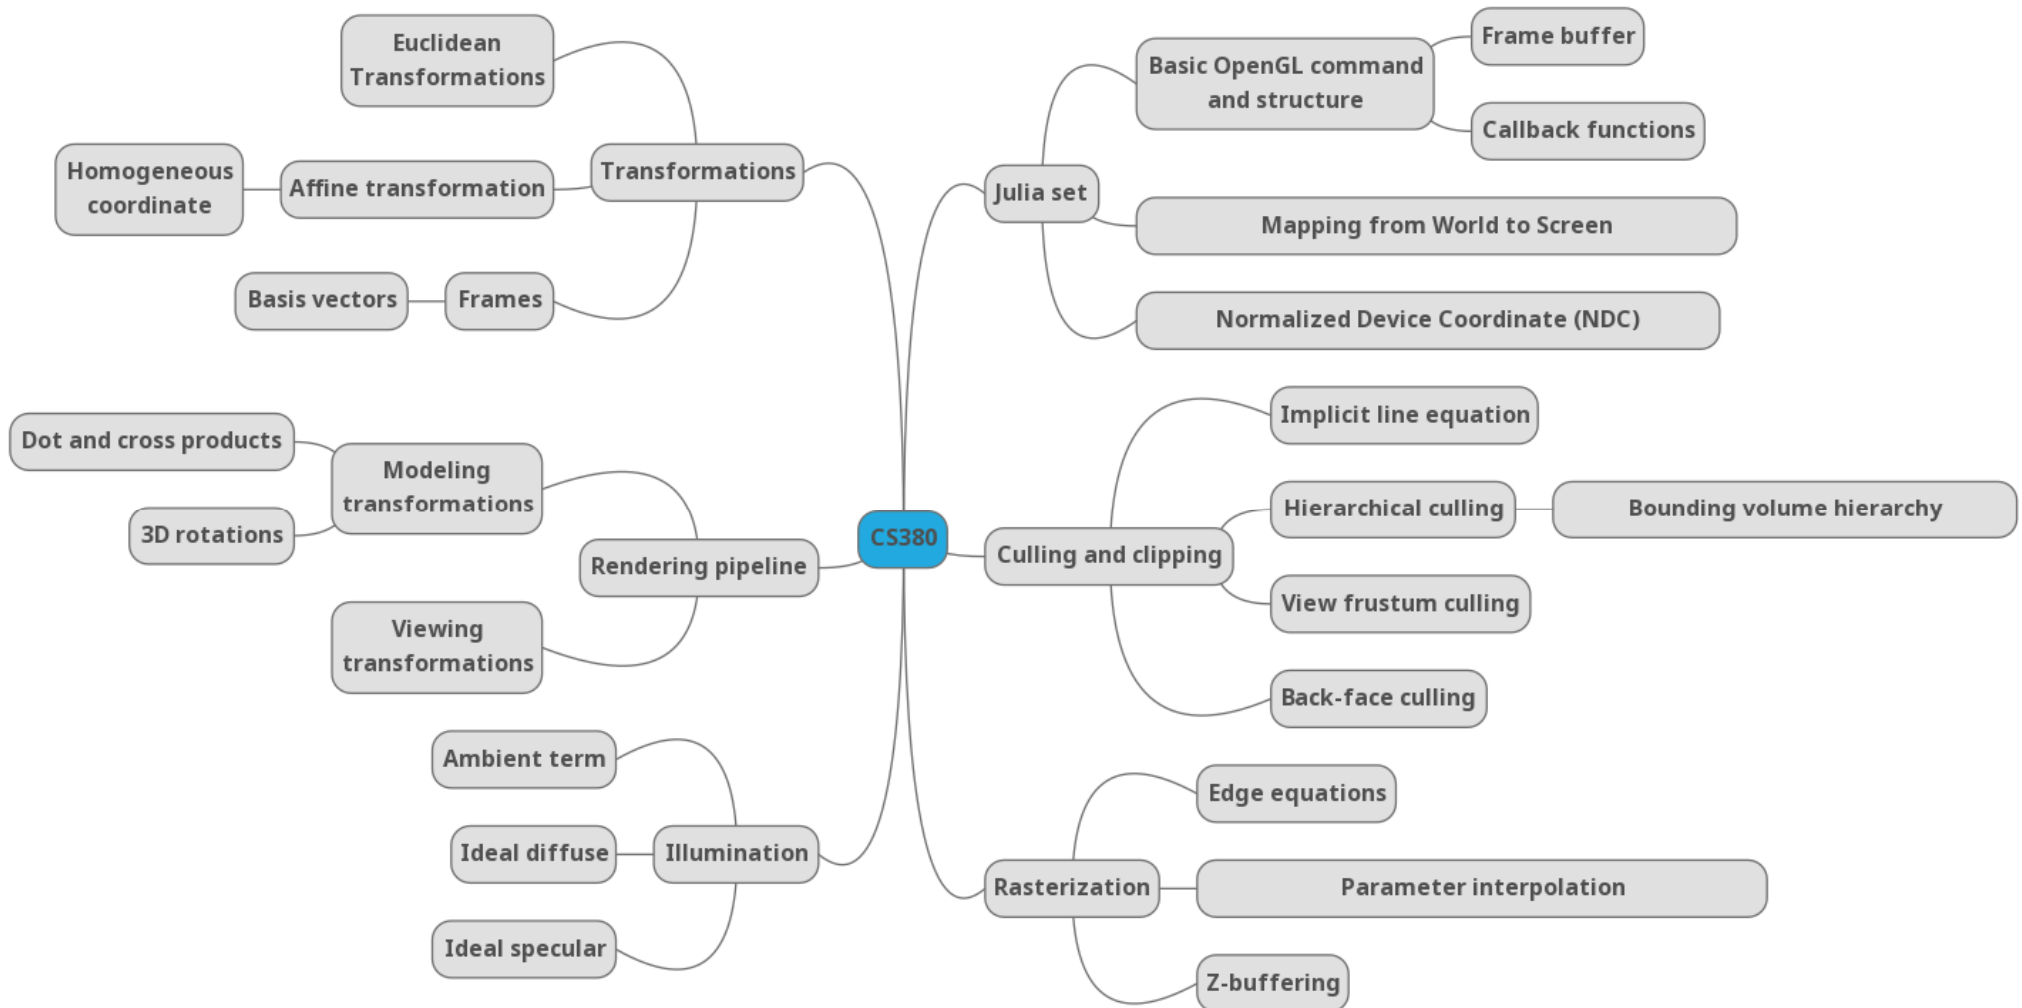 Euclidean
Transformations
Homogeneous
coordinate
Affine transformation
Transformations
Basis vectors
Frames
Dot and cross products
Modeling
transformations
3D rotations
Rendering pipeline
Viewing
transformations
Ambient term
Ideal diffuse
Illumination
Ideal specular
CS380
Frame buffer
Basic OpenGL command
and structure
Callback functions
Julia set
Mapping from World to Screen
Normalized Device Coordinate (NDC)
Implicit line equation
Hierarchical culling
Bounding volume hierarchy
Culling and clipping
View frustum culling
Back-face culling
Edge equations
Rasterization
Parameter interpolation
Z-buffering